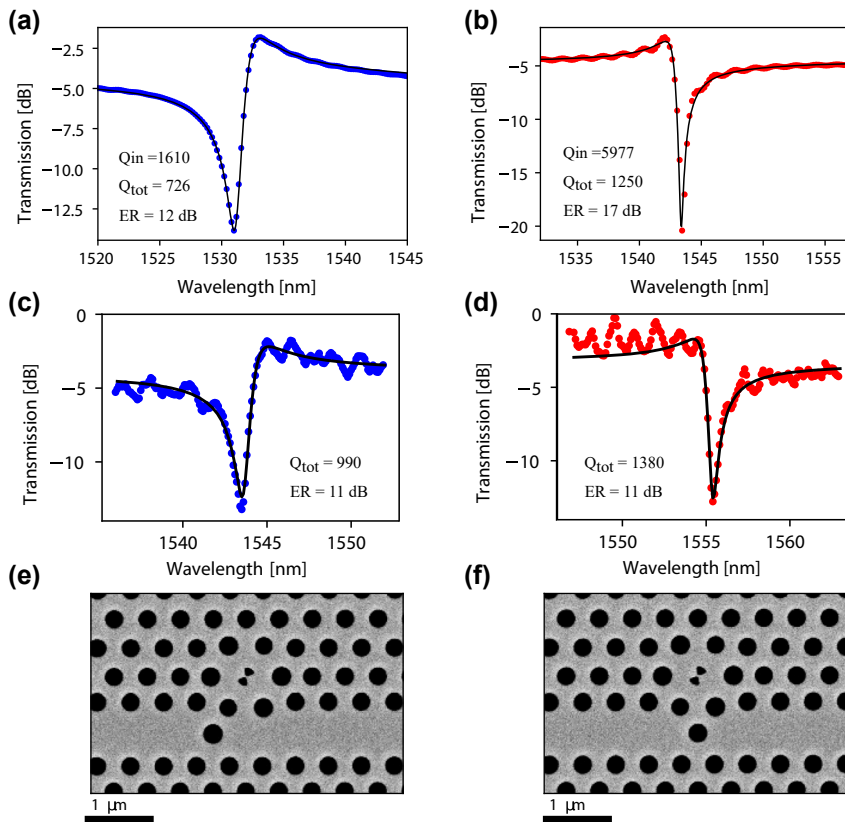 (a)
(b)
−2.5
−5.0
−7.5
−10.0
−12.5
Transmission [dB]
Qin =1610
Qtot = 726
ER = 12 dB
1520 1525 1530 1535 1540 1545
Wavelength [nm]
−5
−10
−15
−20
Transmission [dB]
Qin =5977
Qtot = 1250
ER = 17 dB
1535 1540 1545 1550 1555
Wavelength [nm]
(c)
(d)
0
−5
−10
Transmission [dB]
Qtot = 990
ER = 11 dB
1540 1545 1550
Wavelength [nm]
0
−5
−10
Transmission [dB]
Qtot = 1380
ER = 11 dB
1550 1555 1560
Wavelength [nm]
(e)
(f)
1 μm
1 μm